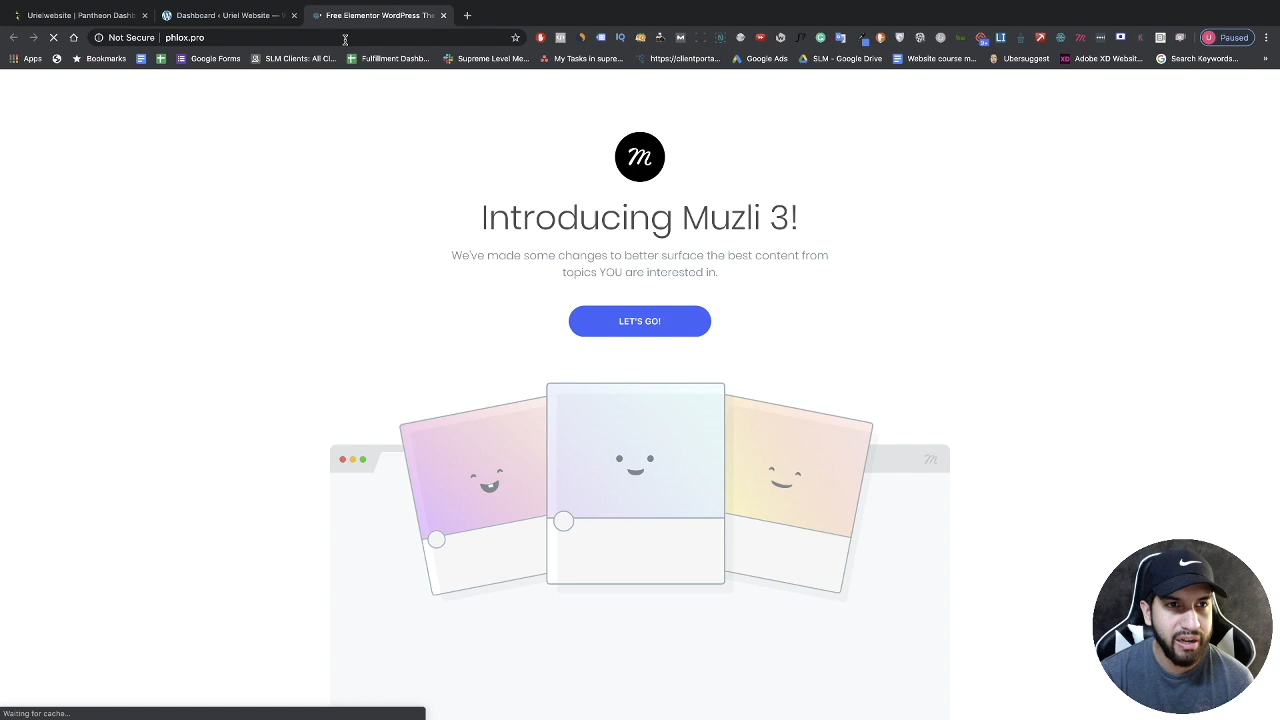 Urielwebsite | Pantheon Dashb
Dashboard ‹ Uriel Website — W
Free Elementor WordPress The
Not Secure | phlox.pro
Paused
Apps
Bookmarks
Google Forms
SLM Clients: All Cl...
Fulfillment Dashb...
Supreme Level Me...
My Tasks in supre...
https://clientporta...
Google Ads
SLM - Google Drive
Website course m...
Ubersuggest
Adobe XD Websit...
Search Keywords...
Introducing Muzli 3!
We've made some changes to better surface the best content from
topics YOU are interested in.
LET'S GO!
Waiting for cache...